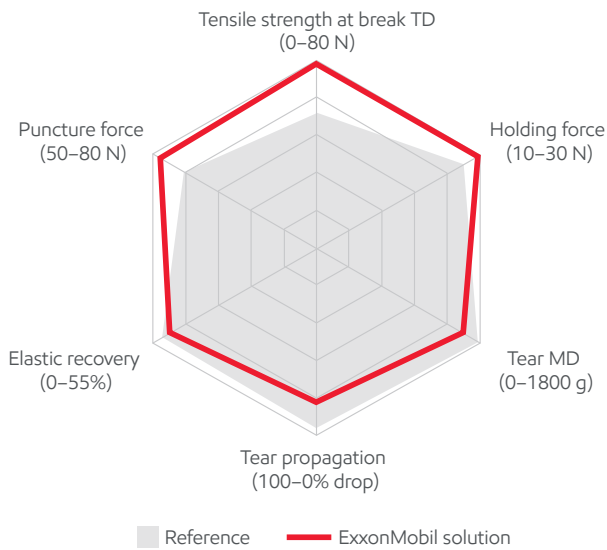 Tensile strength at break TD
(0–80 N)
Puncture force
(50–80 N)
Holding force
(10–30 N)
Elastic recovery
(0–55%)
Tear MD
(0–1800 g)
Tear propagation
(100–0% drop)
Reference
ExxonMobil solution